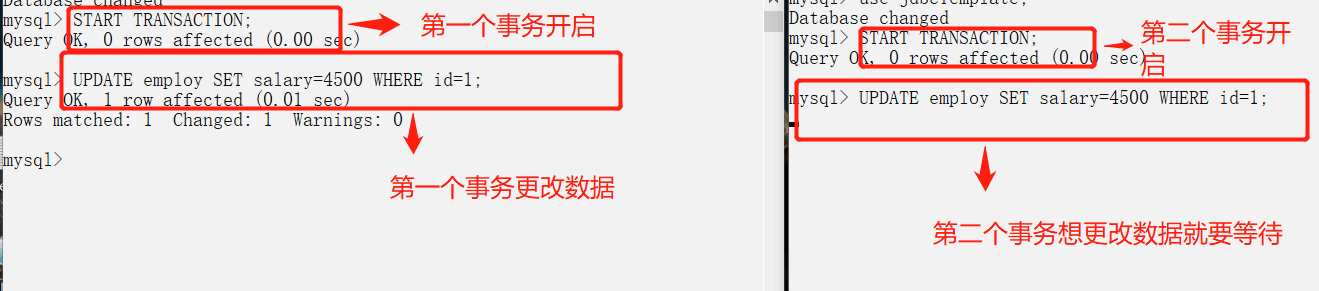 Database changed
mysql> START TRANSACTION;
Query OK, 0 rows affected (0.00 sec)
第一个事务开启
mysql> UPDATE employ SET salary=4500 WHERE id=1;
Query OK, 1 row affected (0.01 sec)
Rows matched: 1  Changed: 1  Warnings: 0
mysql>
第一个事务更改数据
mysql> use jdbcTemplate;
Database changed
mysql> START TRANSACTION;
Query OK, 0 rows affected (0.00 sec)
第二个事务开
启
mysql> UPDATE employ SET salary=4500 WHERE id=1;
第二个事务想更改数据就要等待